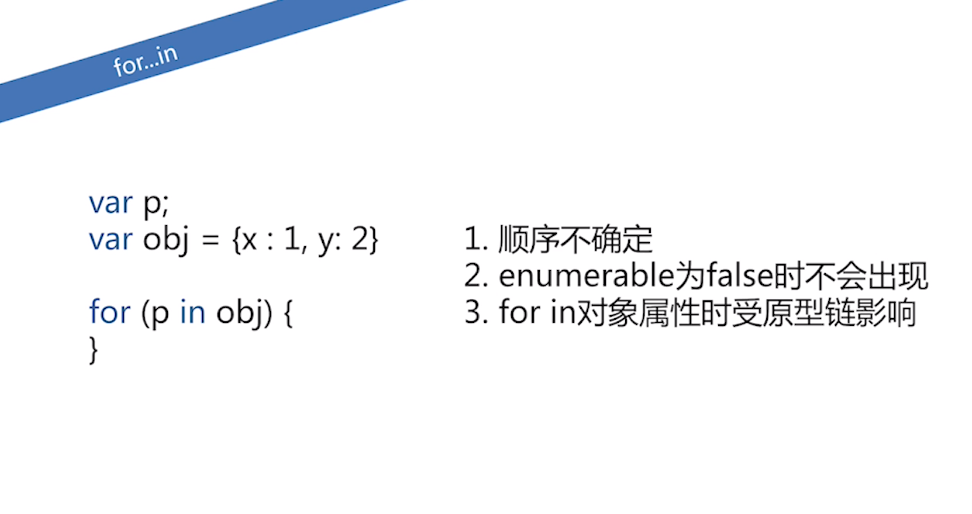 for...in
var p;
var obj = {x : 1, y: 2}
for (p in obj) {
}
1. 顺序不确定
2. enumerable为false时不会出现
3. for in对象属性时受原型链影响